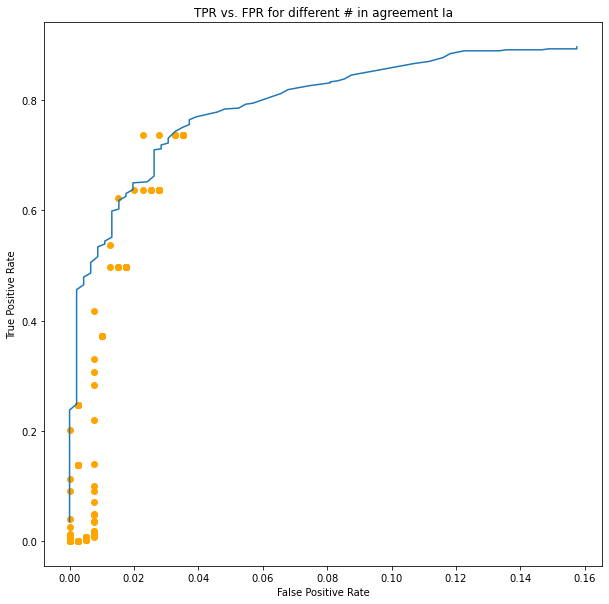 TPR vs. FPR for different # in agreement Ia
True Positive Rate
0.8
0.6
0.4
0.2
0.0
0.00 0.02 0.04 0.06 0.08 0.10 0.12 0.14 0.16
False Positive Rate